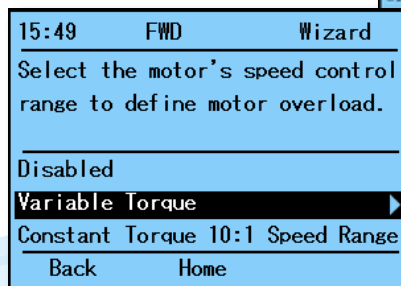 15:49 FWD Wizard
Select the motor's speed control
range to define motor overload.
Disabled
Variable Torque
Constant Torque 10:1 Speed Range
Back Home